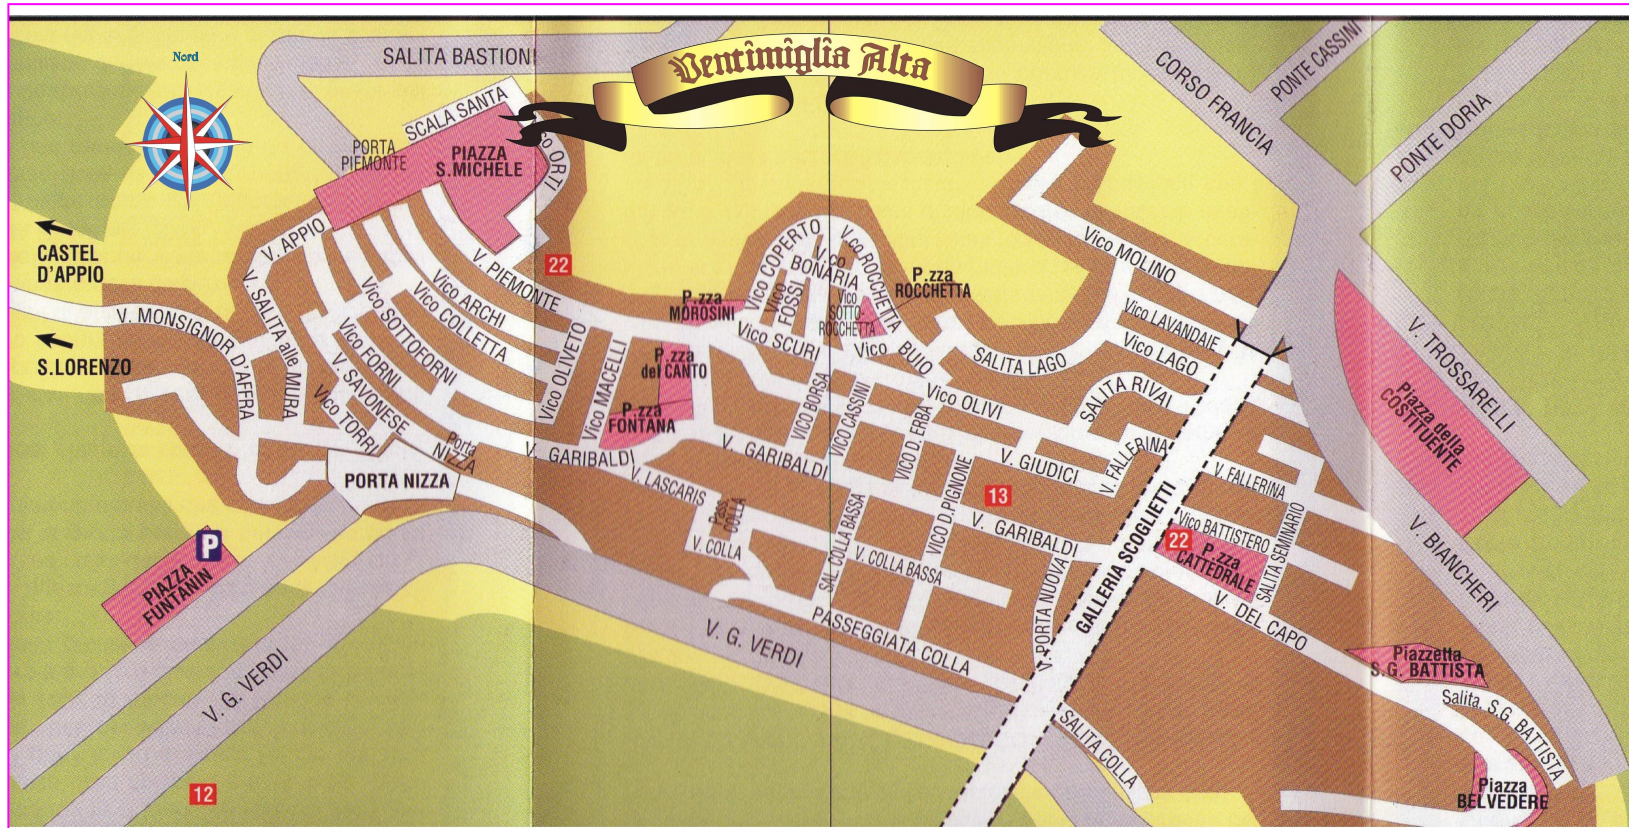 Ventimiglia Alta
Nord
SALITA BASTIONI
SCALA SANTA
PORTA
PIEMONTE
PIAZZA
S.MICHELE
ORTI
CORSO FRANCIA
PONTE CASSINI
PONTE DORIA
CASTEL
D'APPIO
S.LORENZO
V. APPIO
V. SALITA alle MURA
V. MONSIGNOR D'AFFRA
V. PIEMONTE
Vico ARCHI
Vico COLLETTA
Vico SOTTOFORNI
Vico FORNI
V. SAVONESE
Vico TORRI
Porta
NIZZA
PORTA NIZZA
22
Vico OLIVETO
Vico MACELLI
P.zza
MOROSINI
P.zza
del CANTO
P.zza
FONTANA
Vico COPERTO
Vico
FOSSI
V.co
BONARIA
V.co ROCCHETTA
Vico
SOTTO-
ROCCHETTA
P.zza
ROCCHETTA
Vico SCURI
Vico BUIO
SALITA LAGO
Vico MOLINO
Vico LAVANDAIE
Vico LAGO
SALITA RIVAI
Vico OLIVI
Vico BORSA
Vico CASSINI
VICO D. ERBA
V. GARIBALDI
V. GARIBALDI
V. GIUDICI
V. FALLERINA
V. FALLERINA
V. TROSSARELLI
Piazza della
COSTITUENTE
V. LASCARIS
Pass.
COLLA
V. COLLA
SAL. COLLA BASSA
V. COLLA BASSA
VICO D.PIGNONE
13
V. GARIBALDI
V. PORTA NUOVA
GALLERIA SCOGLIETTI
Vico BATTISTERO
22
P.zza
CATTEDRALE
SALITA SEMINARIO
V. BIANCHERI
V. DEL CAPO
P
PIAZZA
FUNTANIN
V. G. VERDI
V. G. VERDI
PASSEGGIATA COLLA
SALITA COLLA
Piazzetta
S.G. BATTISTA
Salita. S.G. BATTISTA
Piazza
BELVEDERE
12